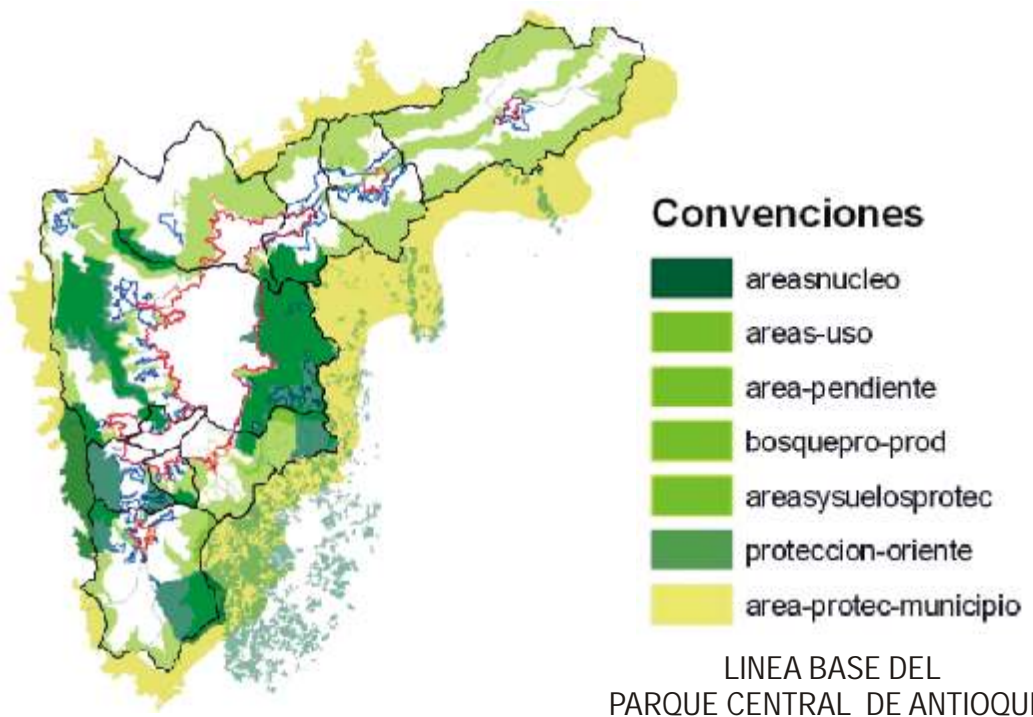 Convenciones
areasnucleo
areas-uso
area-pendiente
bosquepro-prod
areasysuelosprotec
proteccion-oriente
area-protec-municipio
LINEA BASE DEL
PARQUE CENTRAL DE ANTIOQUI